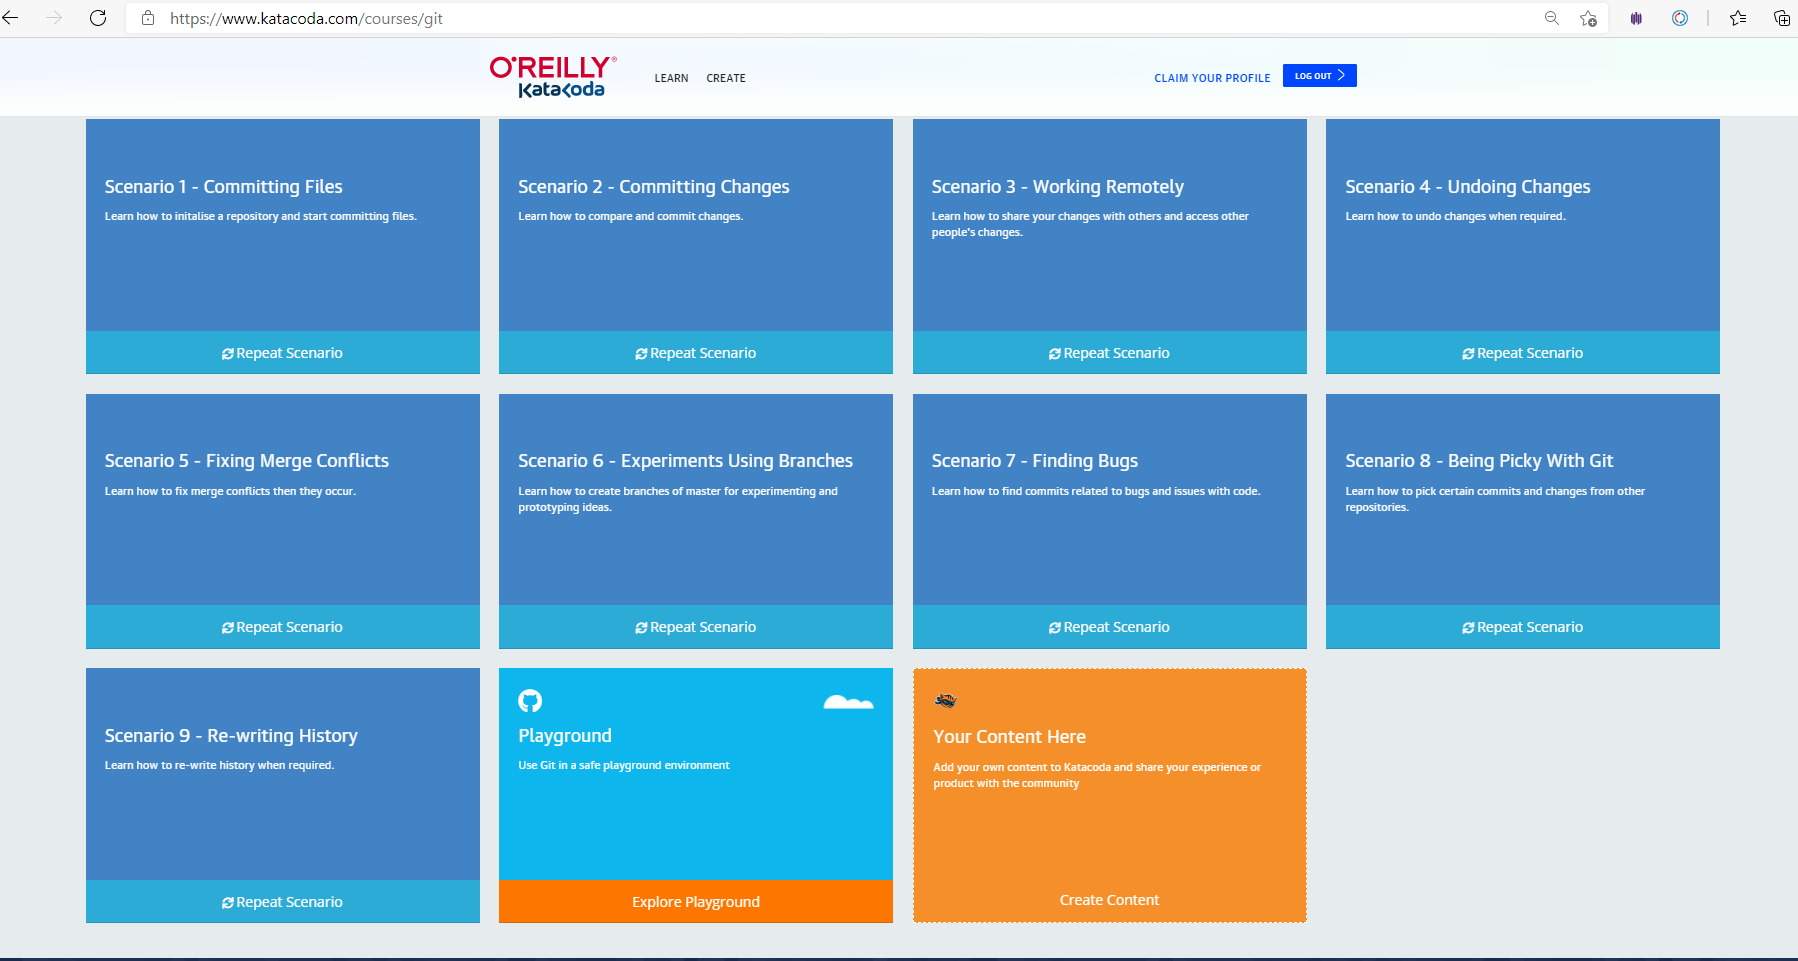 https://www.katacoda.com/courses/git
O'REILLY®
Katacoda
LEARN CREATE
CLAIM YOUR PROFILE
LOG OUT
Scenario 1 - Committing Files
Learn how to initalise a repository and start committing files.
Repeat Scenario
Scenario 2 - Committing Changes
Learn how to compare and commit changes.
Repeat Scenario
Scenario 3 - Working Remotely
Learn how to share your changes with others and access other
people's changes.
Repeat Scenario
Scenario 4 - Undoing Changes
Learn how to undo changes when required.
Repeat Scenario
Scenario 5 - Fixing Merge Conflicts
Learn how to fix merge conflicts then they occur.
Repeat Scenario
Scenario 6 - Experiments Using Branches
Learn how to create branches of master for experimenting and
prototyping ideas.
Repeat Scenario
Scenario 7 - Finding Bugs
Learn how to find commits related to bugs and issues with code.
Repeat Scenario
Scenario 8 - Being Picky With Git
Learn how to pick certain commits and changes from other
repositories.
Repeat Scenario
Scenario 9 - Re-writing History
Learn how to re-write history when required.
Repeat Scenario
Playground
Use Git in a safe playground environment
Explore Playground
Your Content Here
Add your own content to Katacoda and share your experience or
product with the community
Create Content